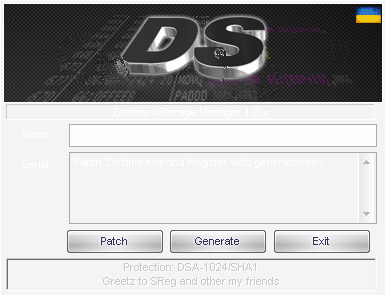 DS
Zentimo xStorage Manager 1.6.x
Name:
Serial:
Patch Zentimo.exe and Register with generated key
Patch
Generate
Exit
Protection: DSA-1024/SHA1
Greetz to SReg and other my friends